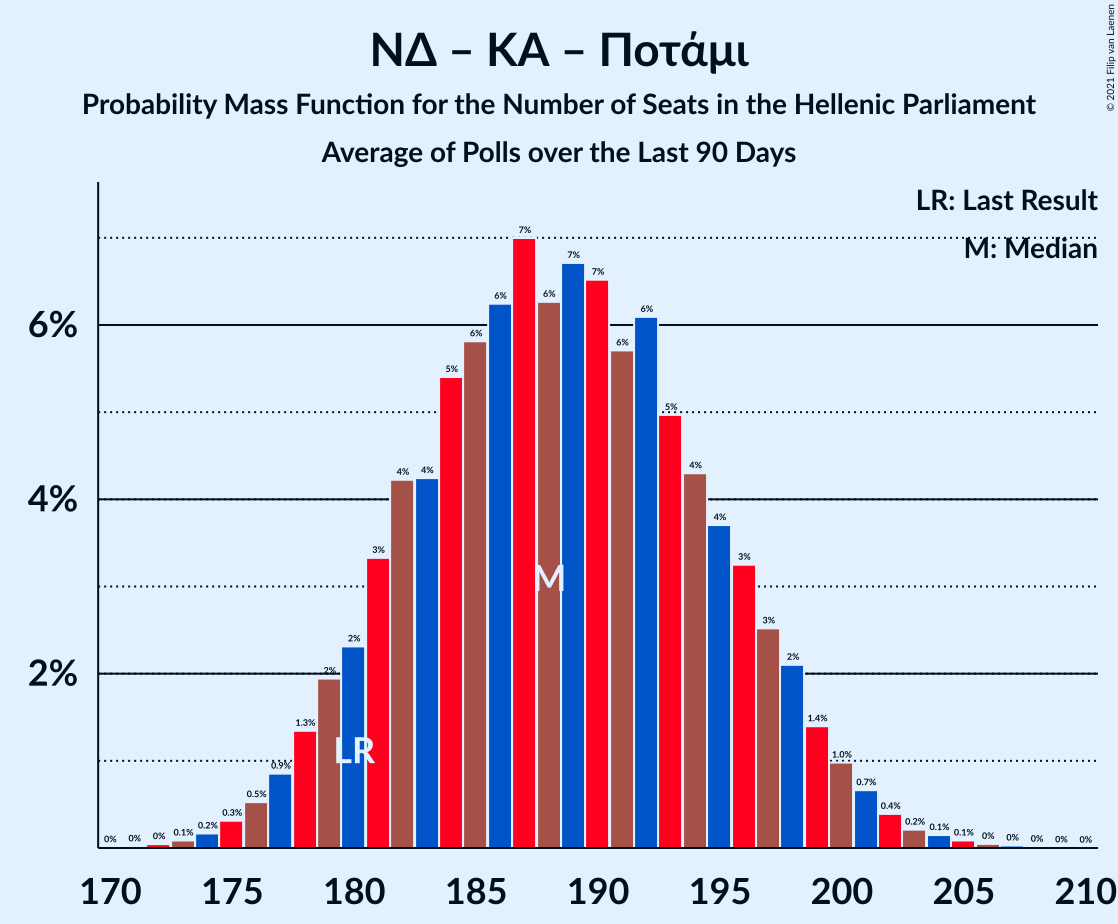 ΝΔ – ΚΑ – Ποτάμι
Probability Mass Function for the Number of Seats in the Hellenic Parliament
Average of Polls over the Last 90 Days
© 2021 Filip van Laenen
LR: Last Result
M: Median
6%
4%
2%
0% 0% 0% 0.1% 0.2% 0.3% 0.5% 0.9% 1.3% 2% 2% 3% 4% 4% 5% 6% 6% 7% 6% 7% 7% 6% 6% 5% 4% 4% 3% 3% 2% 1.4% 1.0% 0.7% 0.4% 0.2% 0.1% 0.1% 0% 0% 0% 0% 0%
M
LR
170 175 180 185 190 195 200 205 210